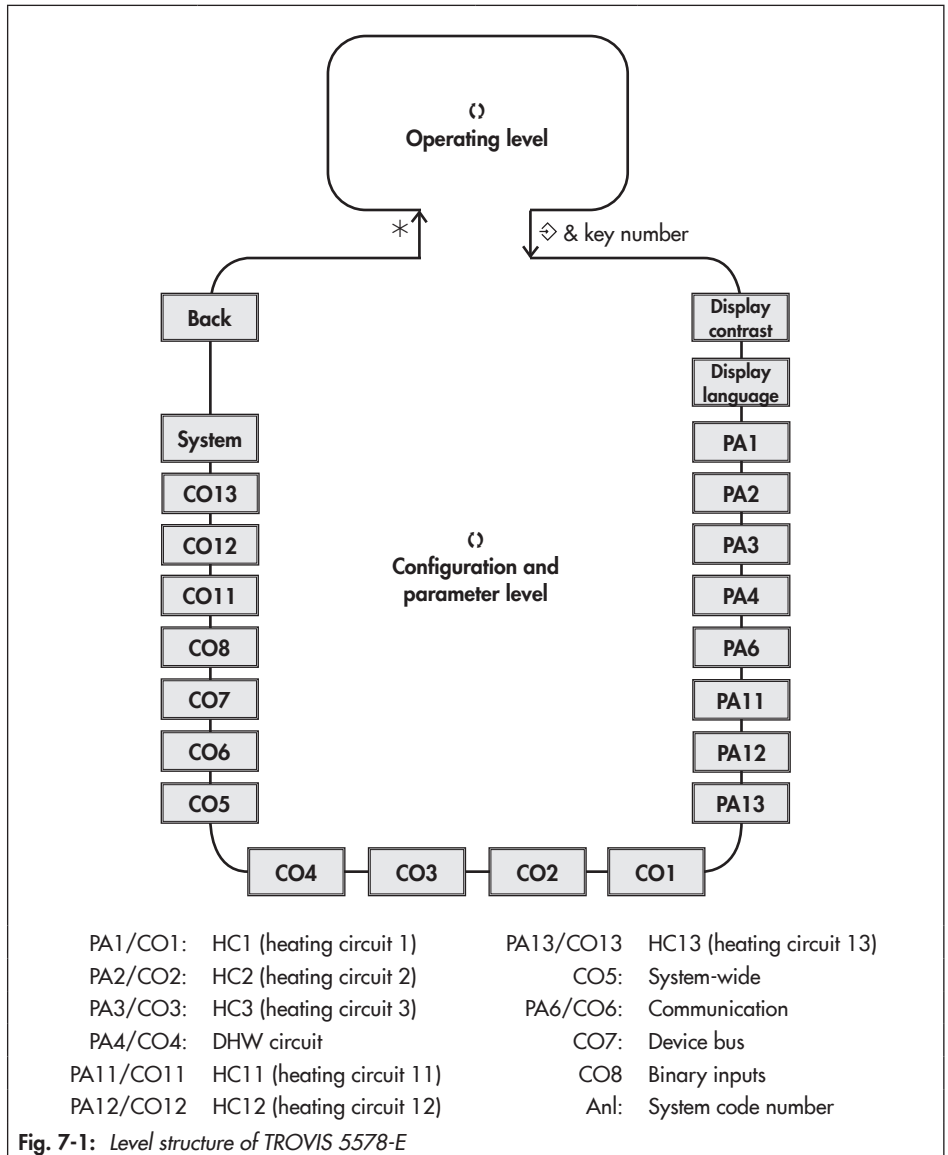 Operating level
* & key number
Back
Display
contrast
Display
language
System
PA1
CO13
PA2
CO12
PA3
Configuration and
parameter level
CO11
PA4
CO8
PA6
CO7
PA11
CO6
PA12
CO5
PA13
CO4 CO3 CO2 CO1
PA1/CO1: HC1 (heating circuit 1)
PA2/CO2: HC2 (heating circuit 2)
PA3/CO3: HC3 (heating circuit 3)
PA4/CO4: DHW circuit
PA11/CO11 HC11 (heating circuit 11)
PA12/CO12 HC12 (heating circuit 12)
PA13/CO13 HC13 (heating circuit 13)
CO5: System-wide
PA6/CO6: Communication
CO7: Device bus
CO8 Binary inputs
Anl: System code number
Fig. 7-1: Level structure of TROVIS 5578-E